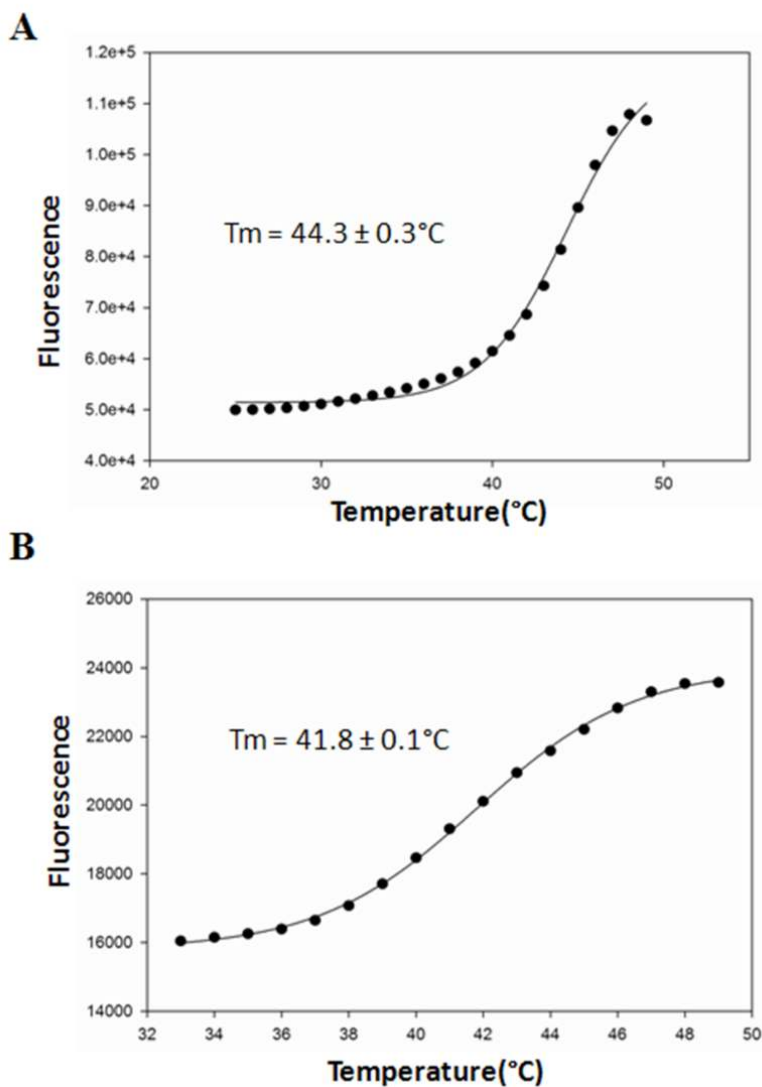 A
1.2e+5
1.1e+5
1.0e+5
9.0e+4
8.0e+4
7.0e+4
6.0e+4
5.0e+4
4.0e+4
Fluorescence
Tm = 44.3 ± 0.3°C
20 30 40 50
Temperature(°C)
B
26000
24000
22000
20000
18000
16000
14000
Fluorescence
Tm = 41.8 ± 0.1°C
32 34 36 38 40 42 44 46 48 50
Temperature(°C)